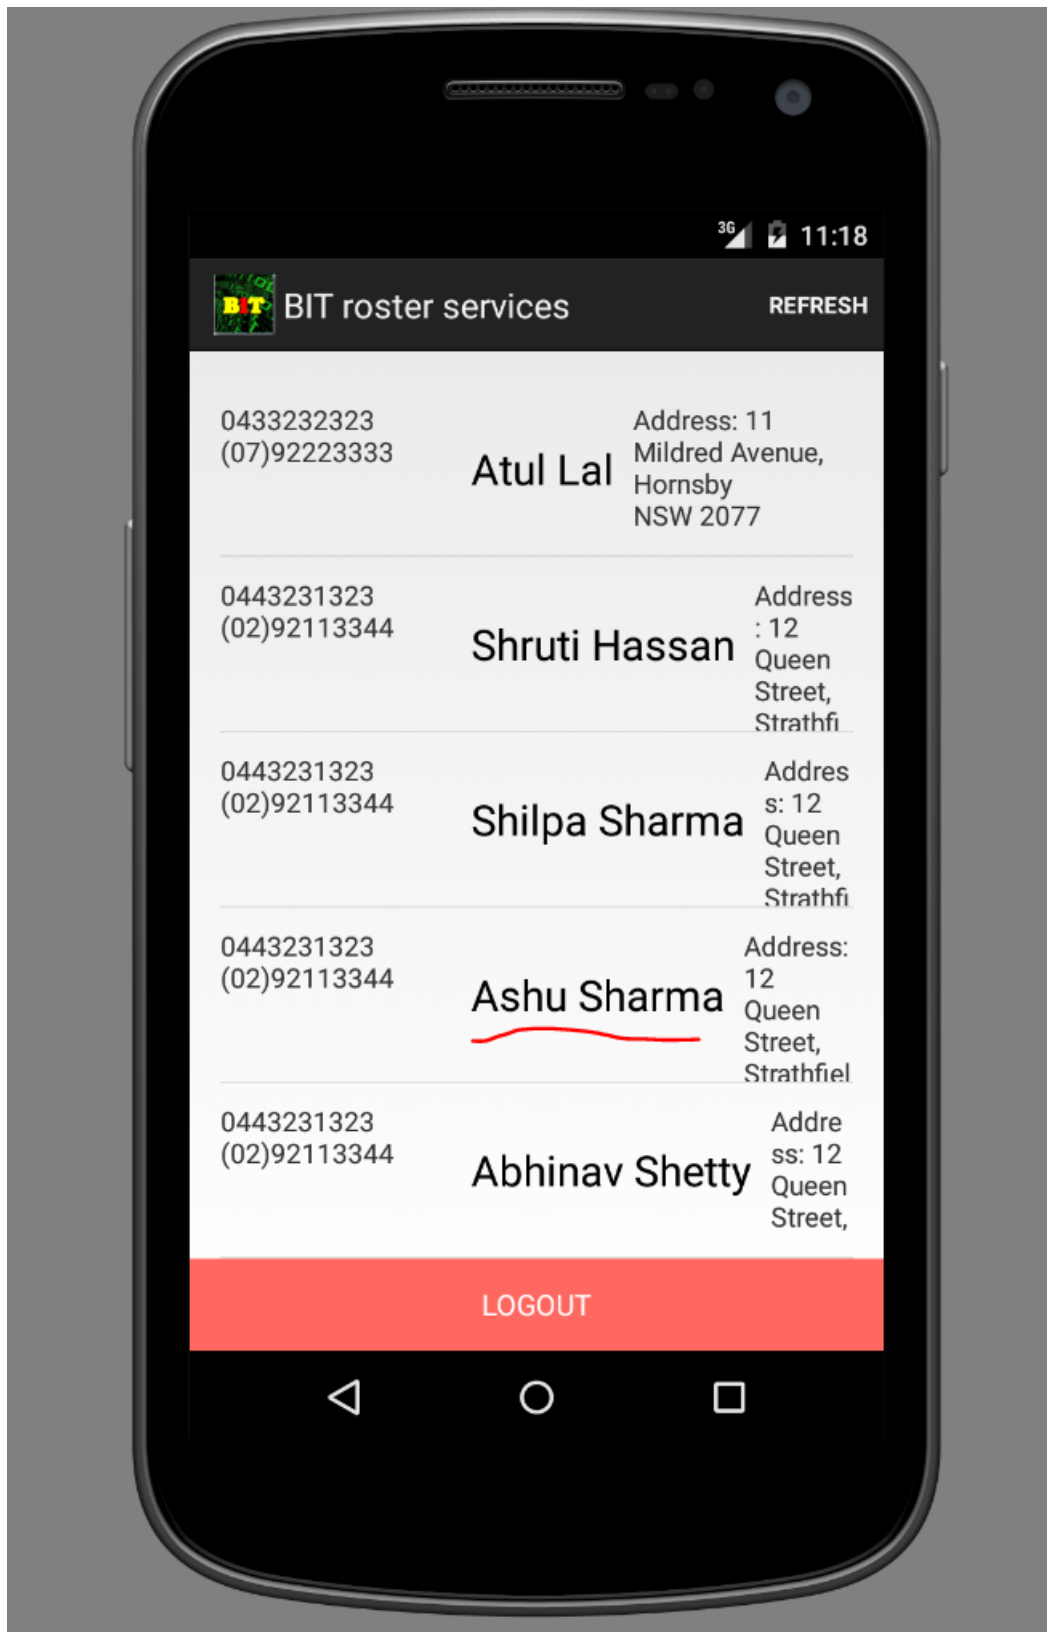 3G 11:18
BIT BIT roster services REFRESH
0433232323
(07)92223333
Atul Lal
Address: 11
Mildred Avenue,
Hornsby
NSW 2077
0443231323
(02)92113344
Shruti Hassan
Address
: 12
Queen
Street,
Strathfi
0443231323
(02)92113344
Shilpa Sharma
Addres
s: 12
Queen
Street,
Strathfi
0443231323
(02)92113344
Ashu Sharma
Address:
12
Queen
Street,
Strathfiel
0443231323
(02)92113344
Abhinav Shetty
Addre
ss: 12
Queen
Street,
LOGOUT